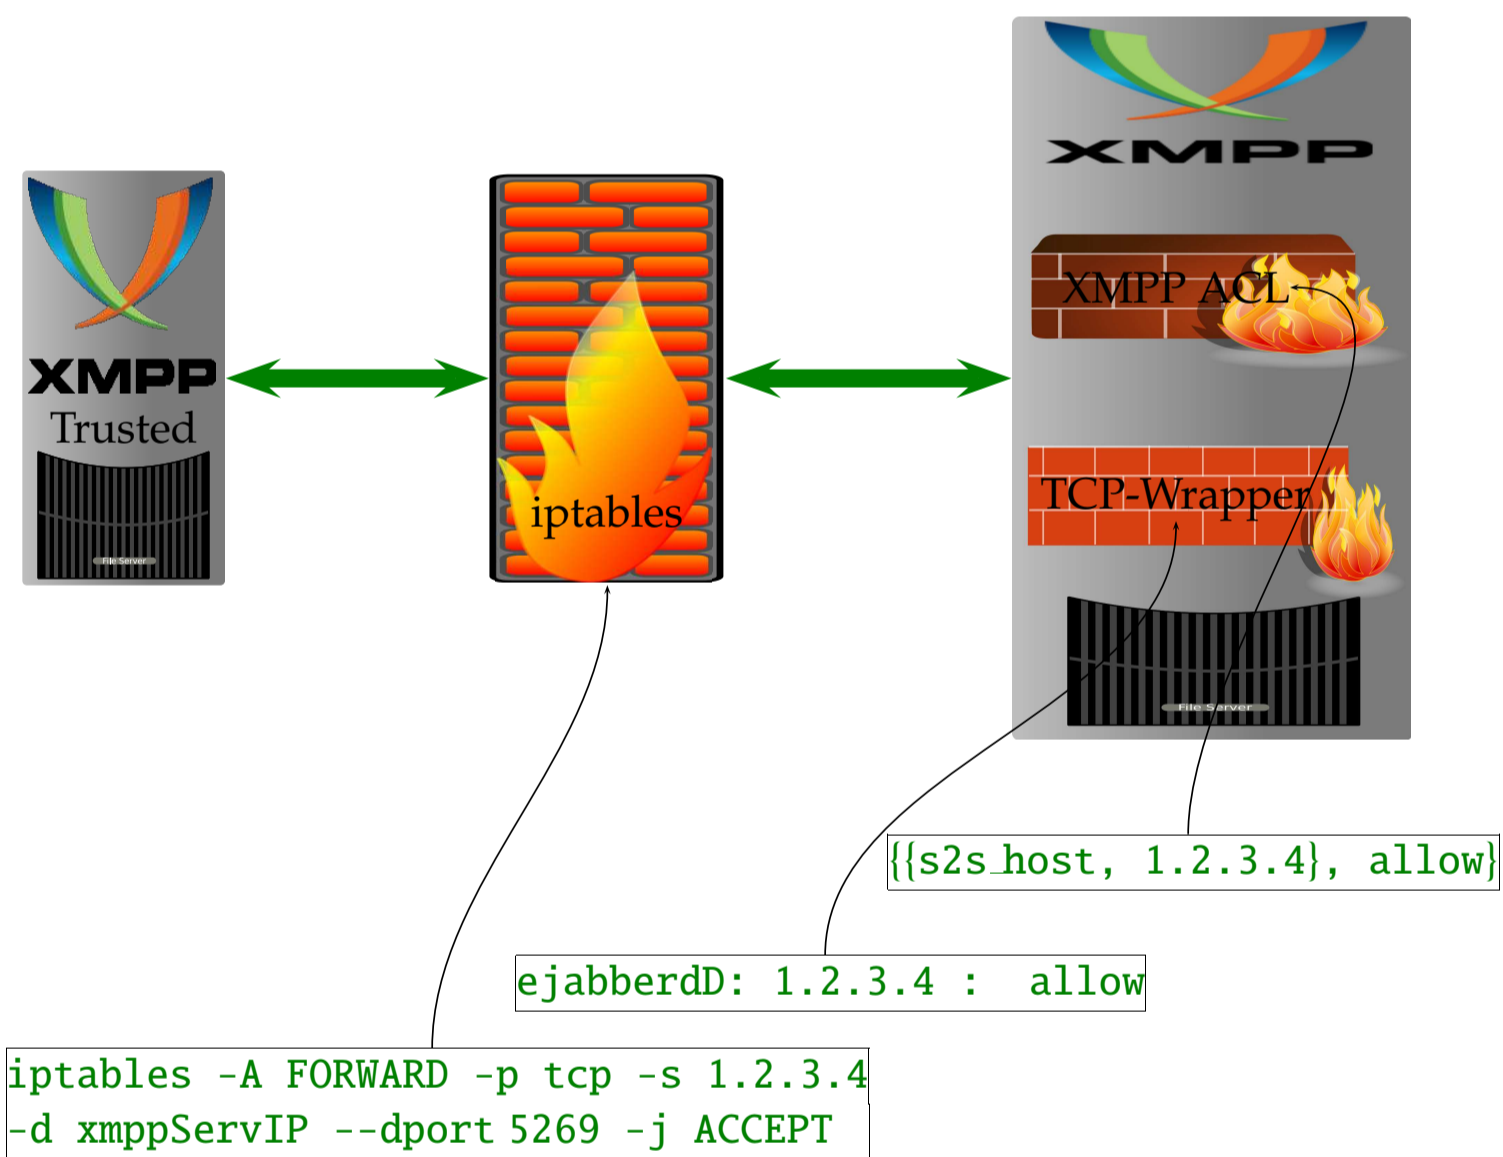 XMPP
XMPP ACL
XMPP
Trusted
TCP-Wrapper
iptables
File Server
File Server
{{s2s_host, 1.2.3.4}, allow}
ejabberdD: 1.2.3.4 :  allow
iptables -A FORWARD -p tcp -s 1.2.3.4
-d xmppServIP --dport 5269 -j ACCEPT